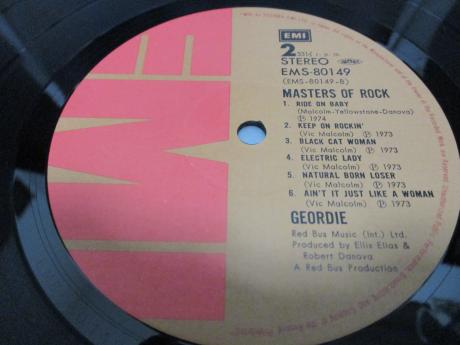 EMI
2 33⅓ r. p. m.
STEREO
EMS-80149
(EMS-80149-B)
MASTERS OF ROCK
1. RIDE ON BABY
(Malcolm-Yellowstone-Danova)
Ⓟ 1974
2. KEEP ON ROCKIN'
(Vic Malcolm) Ⓟ 1973
3. BLACK CAT WOMAN
(Vic Malcolm) Ⓟ 1973
4. ELECTRIC LADY
(Vic Malcolm) Ⓟ 1973
5. NATURAL BORN LOSER
(Vic Malcolm) Ⓟ 1973
6. AIN'T IT JUST LIKE A WOMAN
(Vic Malcolm) Ⓟ 1973
GEORDIE
Red Bus Music (Int.) Ltd.
Produced by Ellis Elias &
Robert Danova
A Red Bus Production
EMI